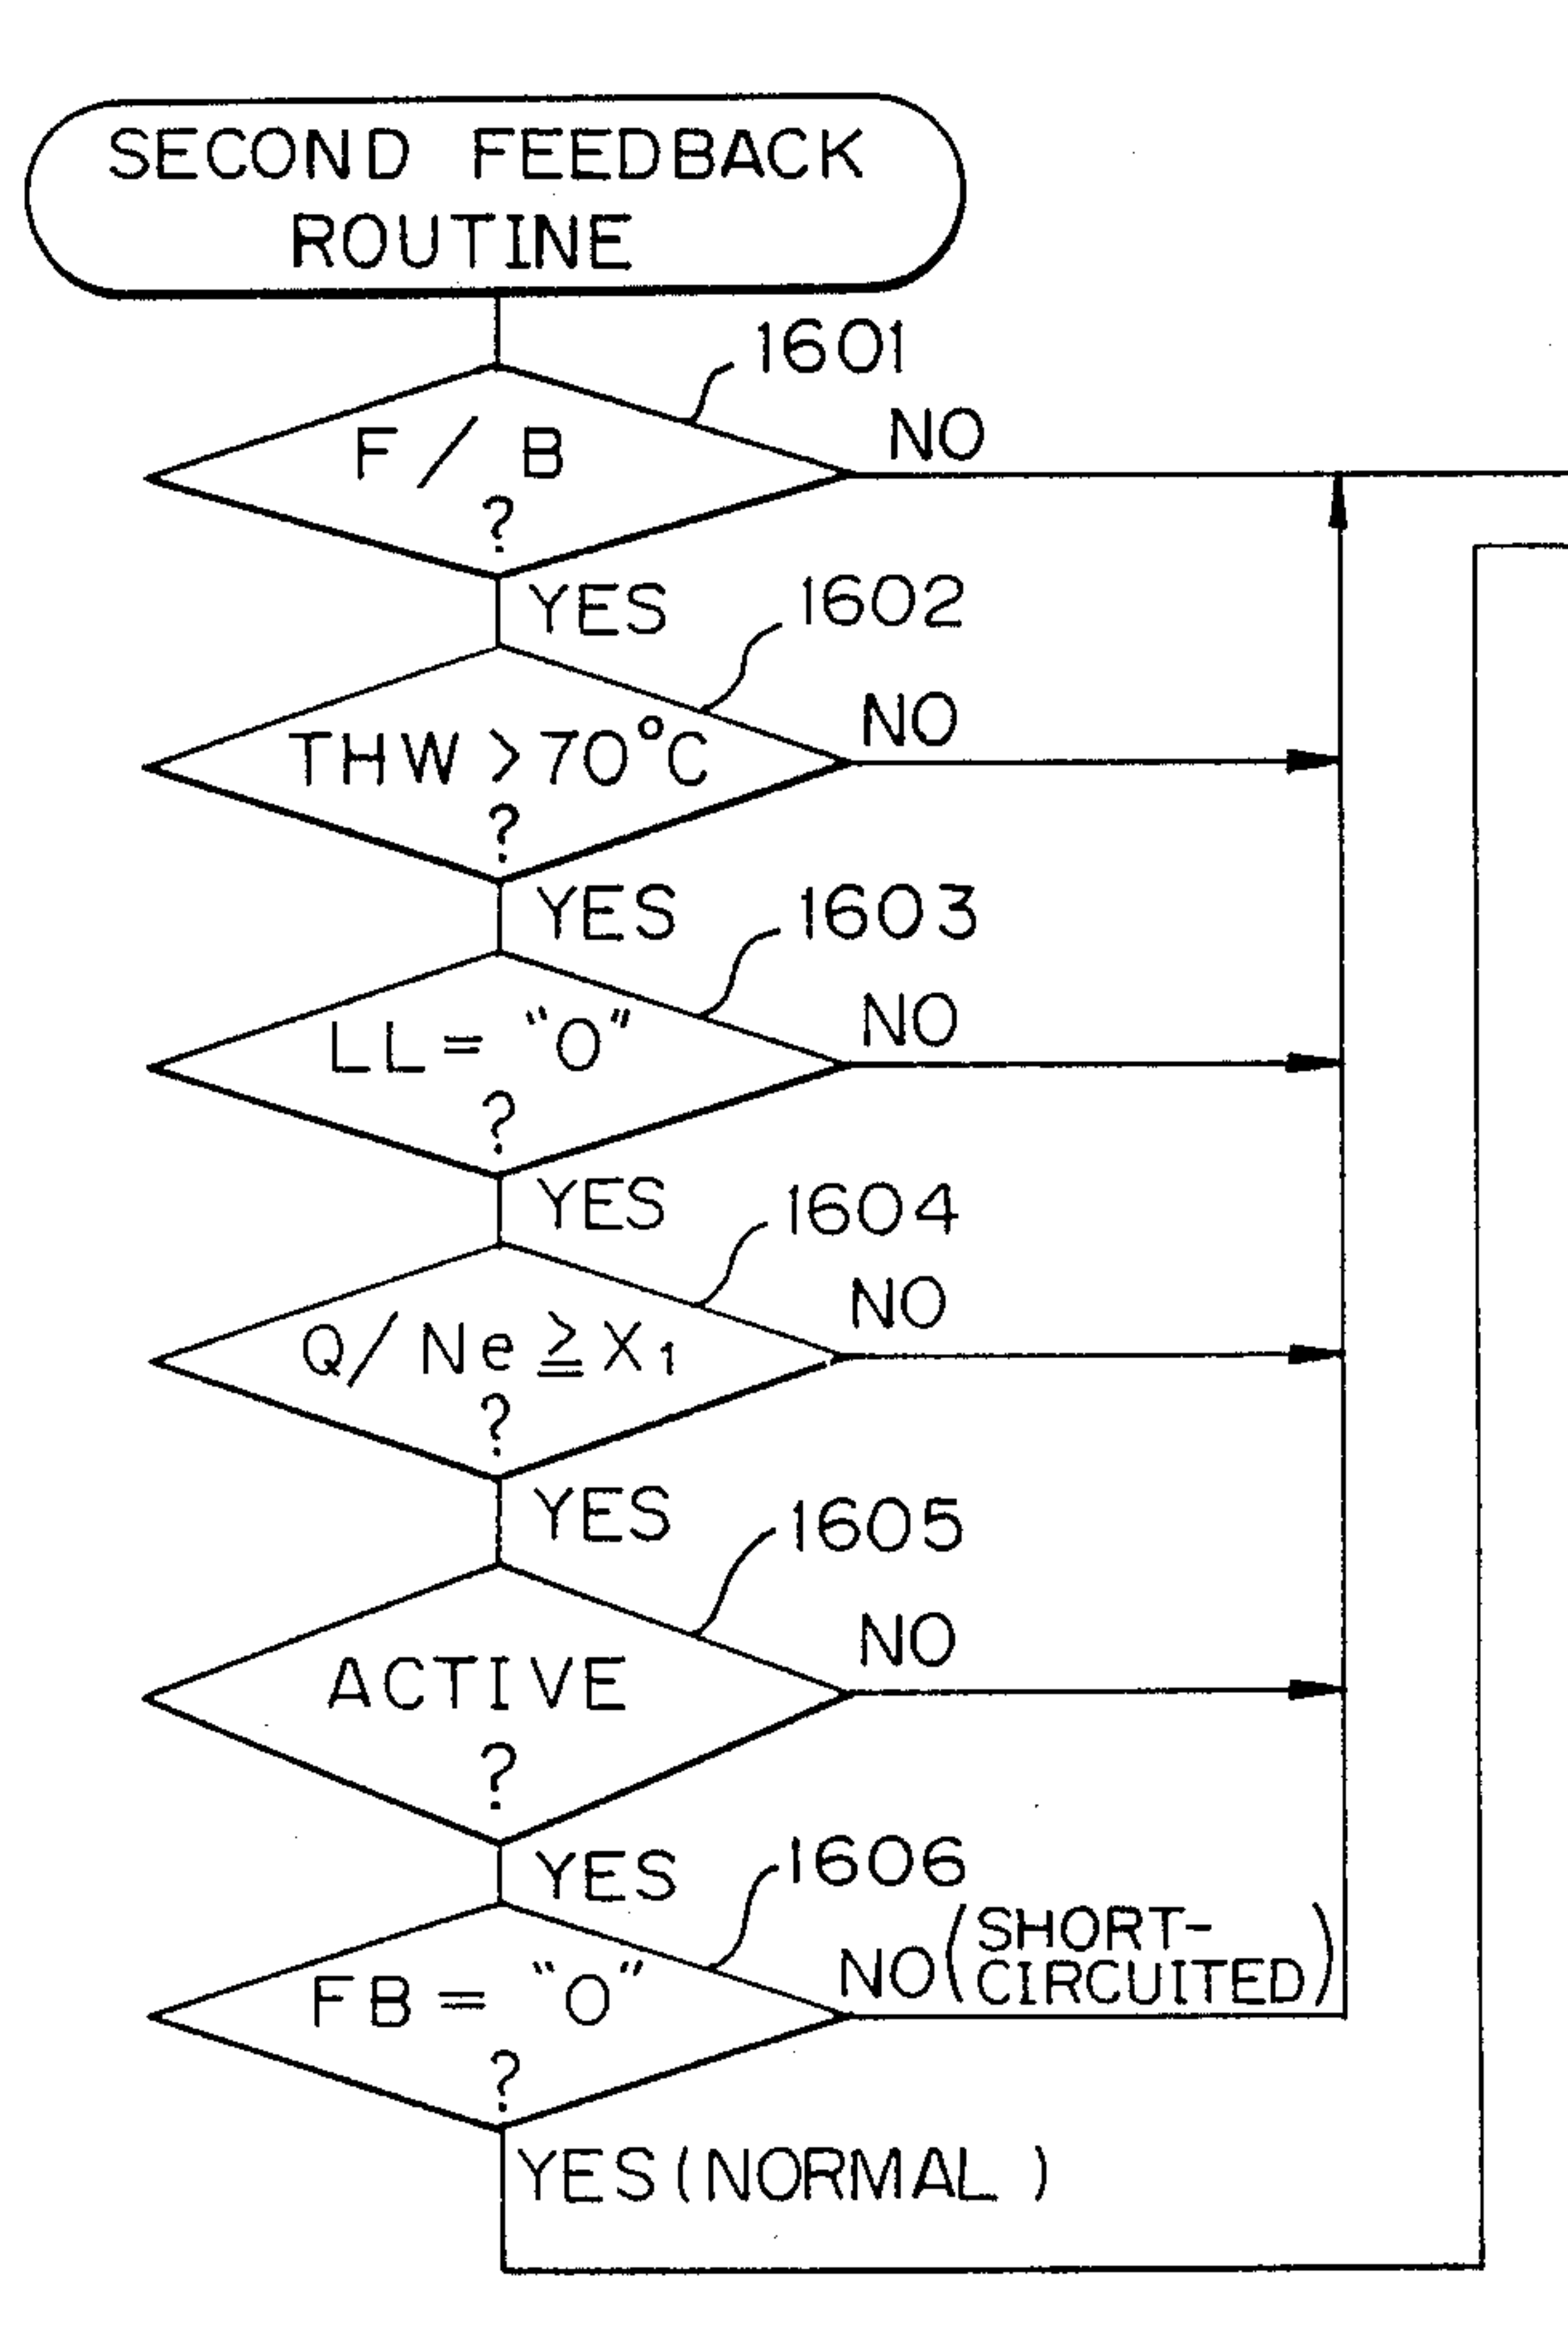 SECOND FEEDBACK
ROUTINE
1601
F / B
?
NO
YES
1602
THW > 70°C
?
NO
YES
1603
LL = "0"
?
NO
YES
1604
Q / Ne ≧ X₁
?
NO
YES
1605
ACTIVE
?
NO
YES
1606
FB = "0"
?
NO (SHORT-
CIRCUITED)
YES (NORMAL )